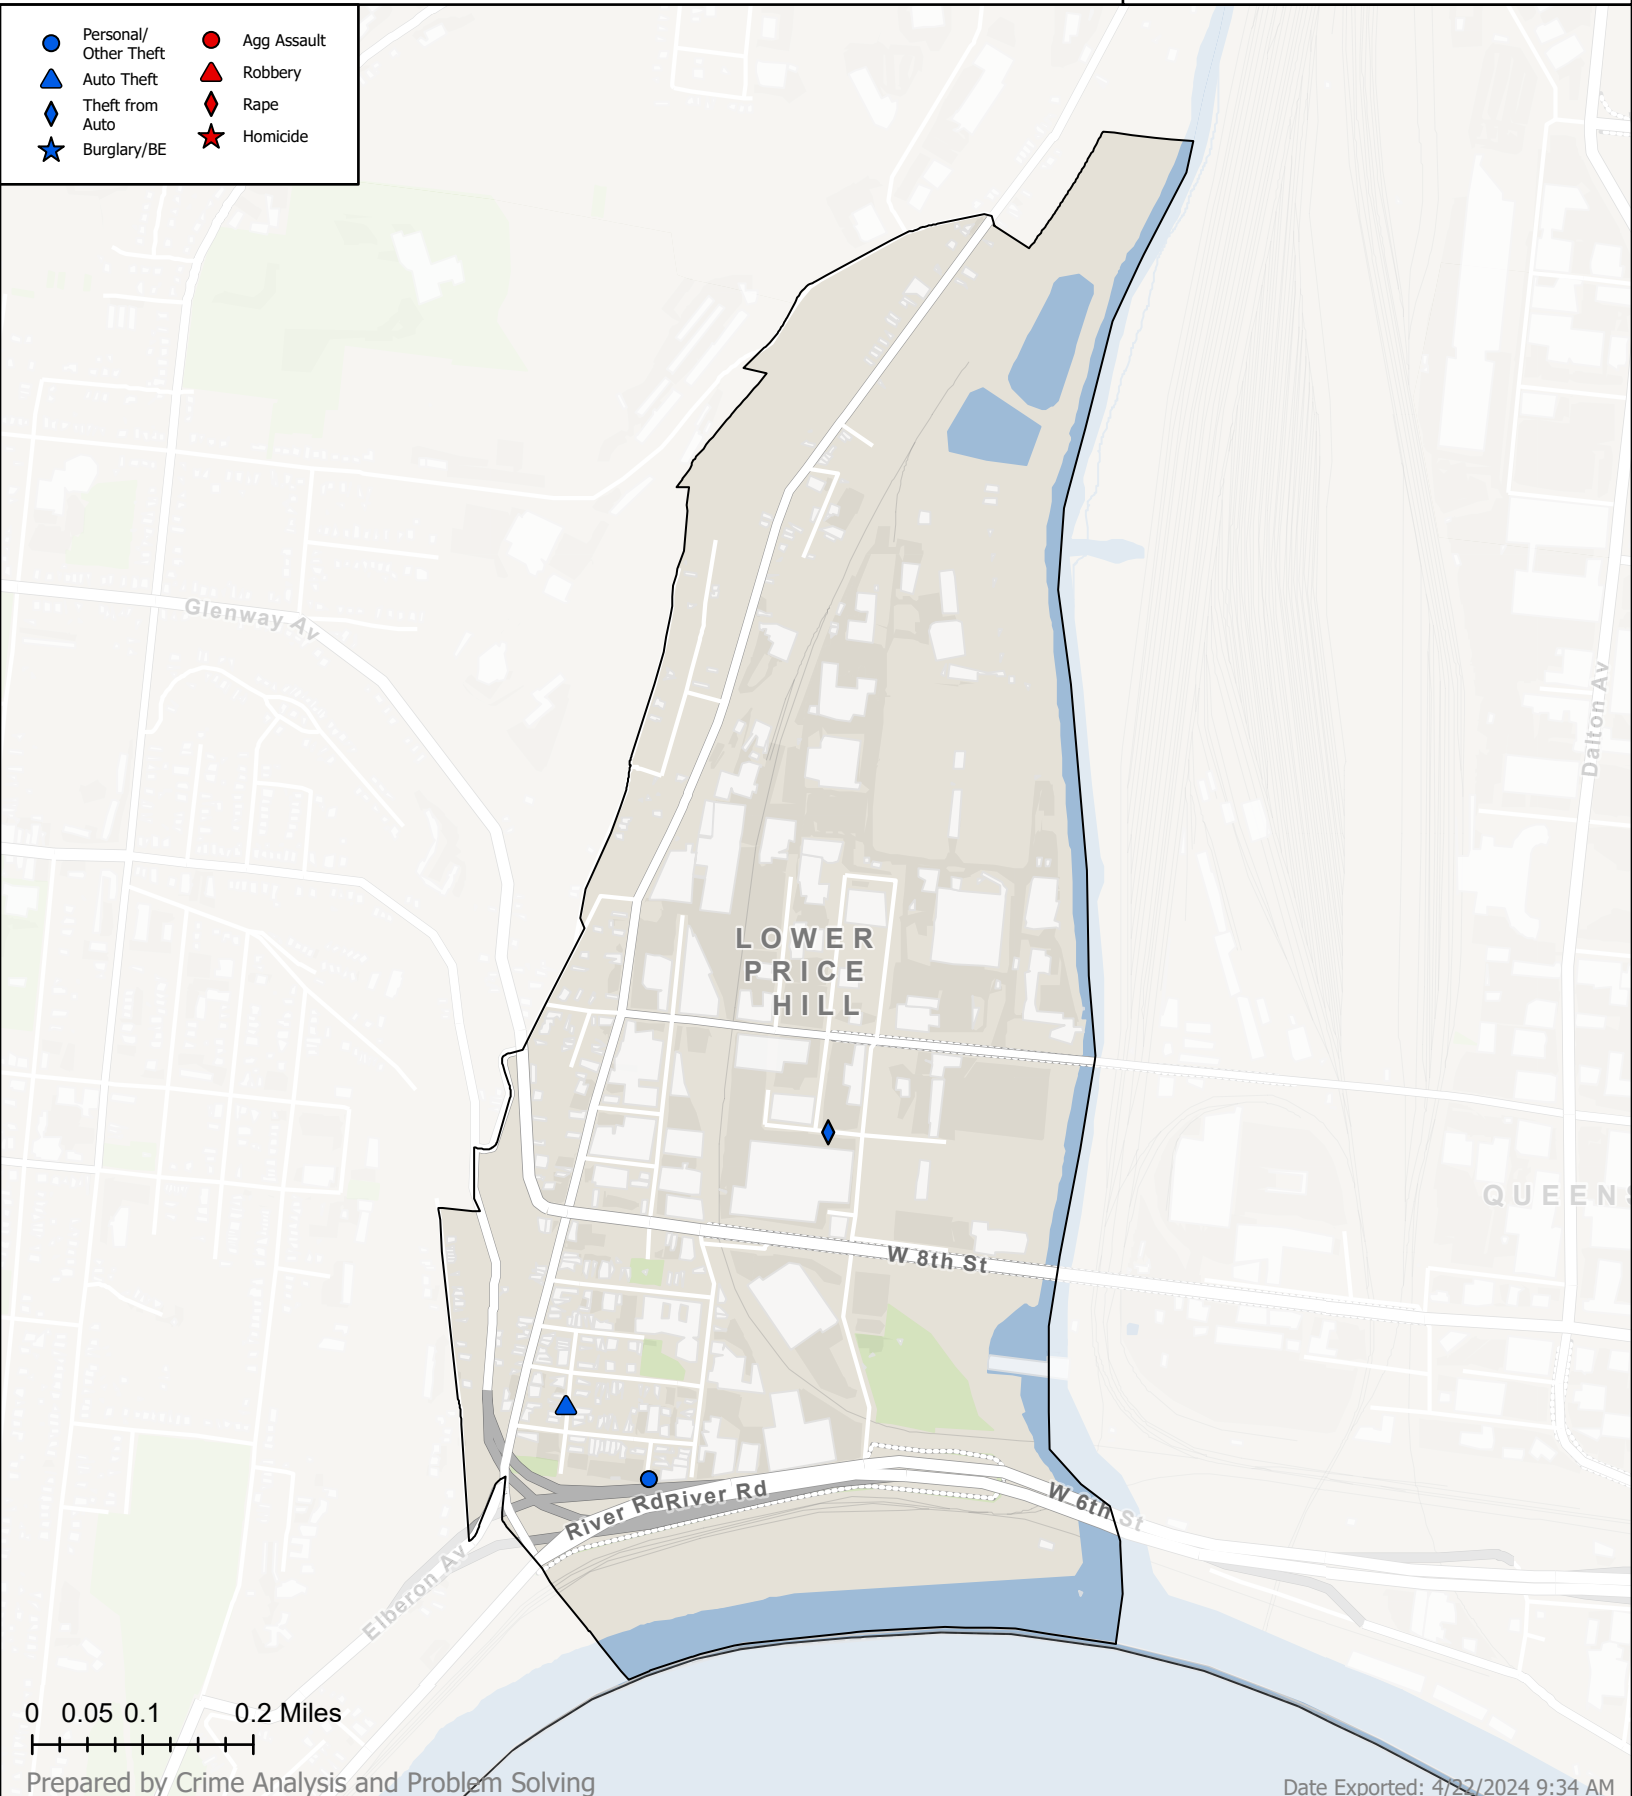 Personal/
Other Theft
Auto Theft
Theft from
Auto
Burglary/BE
Agg Assault
Robbery
Rape
Homicide
Glenway Av
Dalton Av
LOWER
PRICE
HILL
QUEENS
W 8th St
W 6th St
River Rd
River Rd
Elberon Av
0 0.05 0.1 0.2 Miles
Prepared by Crime Analysis and Problem Solving
Date Exported: 4/22/2024 9:34 AM